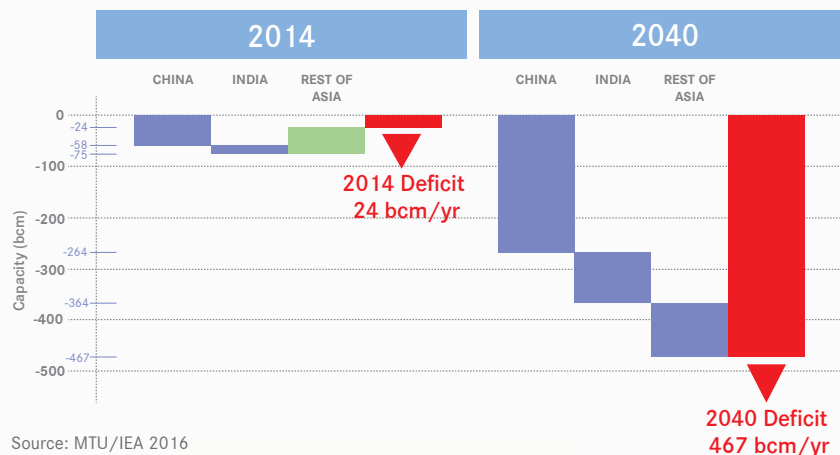 2014
2040
CHINA
INDIA
REST OF
ASIA
CHINA
INDIA
REST OF
ASIA
Capacity (bcm)
0
-24
-58
-75
-100
-200
-264
-300
-364
-400
-467
-500
2014 Deficit
24 bcm/yr
2040 Deficit
467 bcm/yr
Source: MTU/IEA 2016